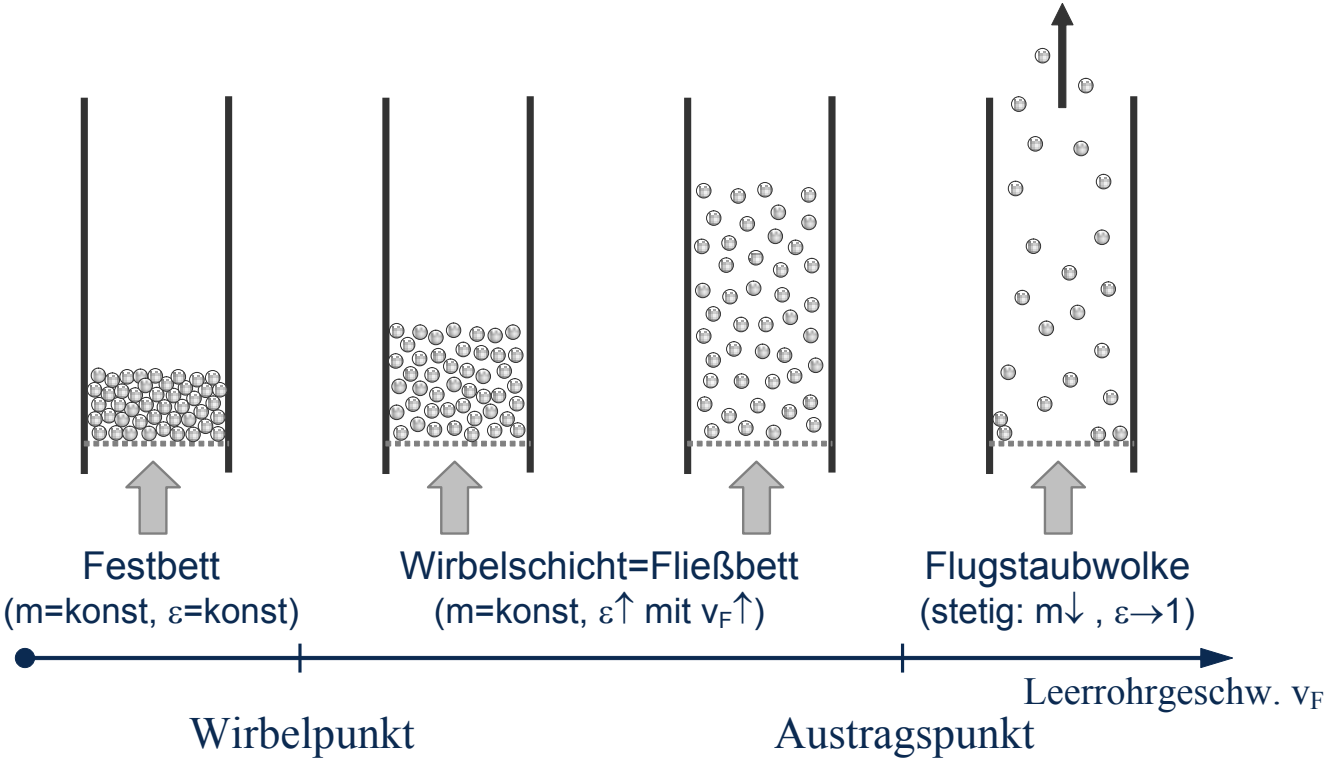 Festbett
(m=konst, ε=konst)
Wirbelschicht=Fließbett
(m=konst, ε↑ mit vF↑)
Flugstaubwolke
(stetig: m↓ , ε→1)
Leerrohrgeschw. vF
Wirbelpunkt
Austragspunkt